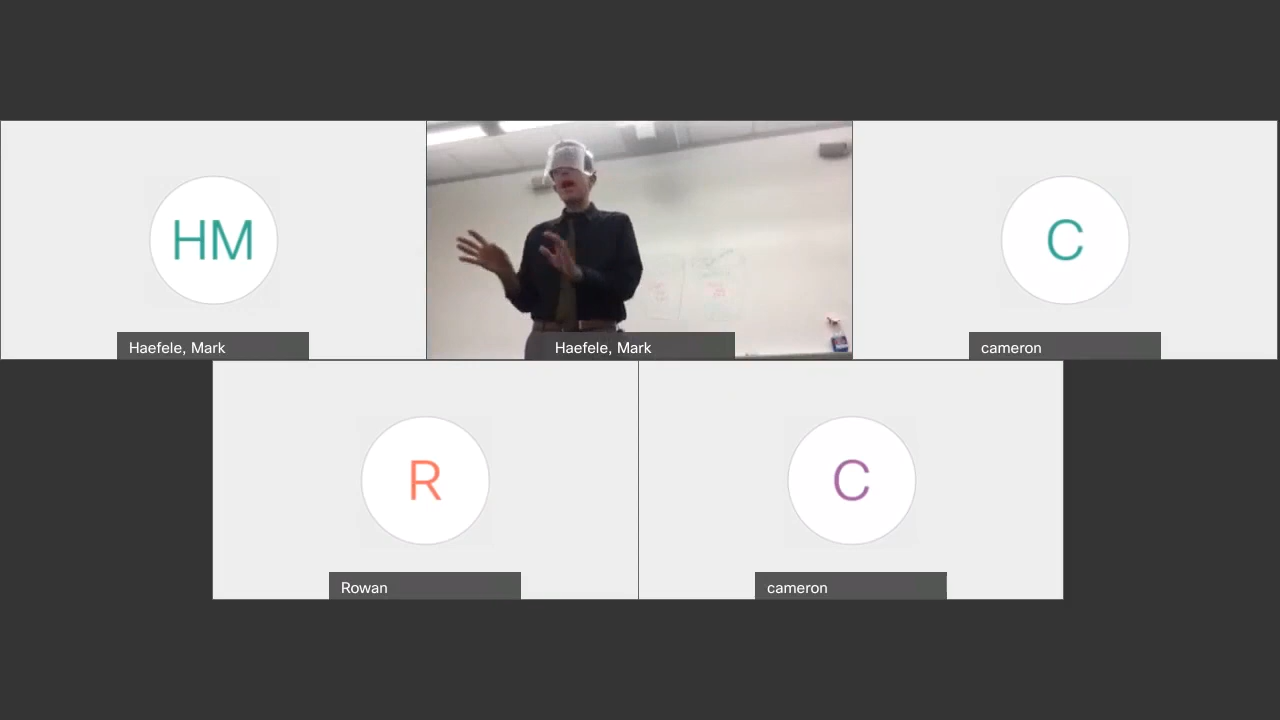 HM
Haefele, Mark
Haefele, Mark
C
cameron
R
Rowan
C
cameron